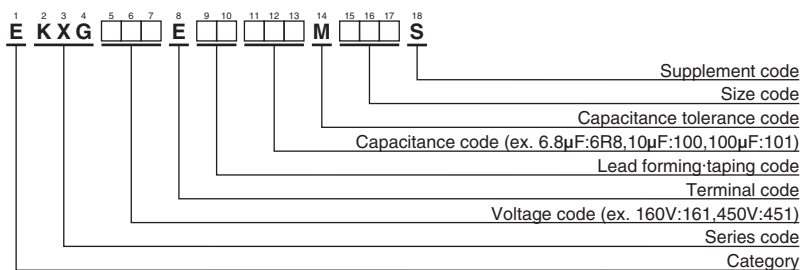 1 2 3 4 5 6 7 8 9 10 11 12 13 14 15 16 17 18
E KXG E M S
Supplement code
Size code
Capacitance tolerance code
Capacitance code (ex. 6.8μF:6R8,10μF:100,100μF:101)
Lead forming·taping code
Terminal code
Voltage code (ex. 160V:161,450V:451)
Series code
Category